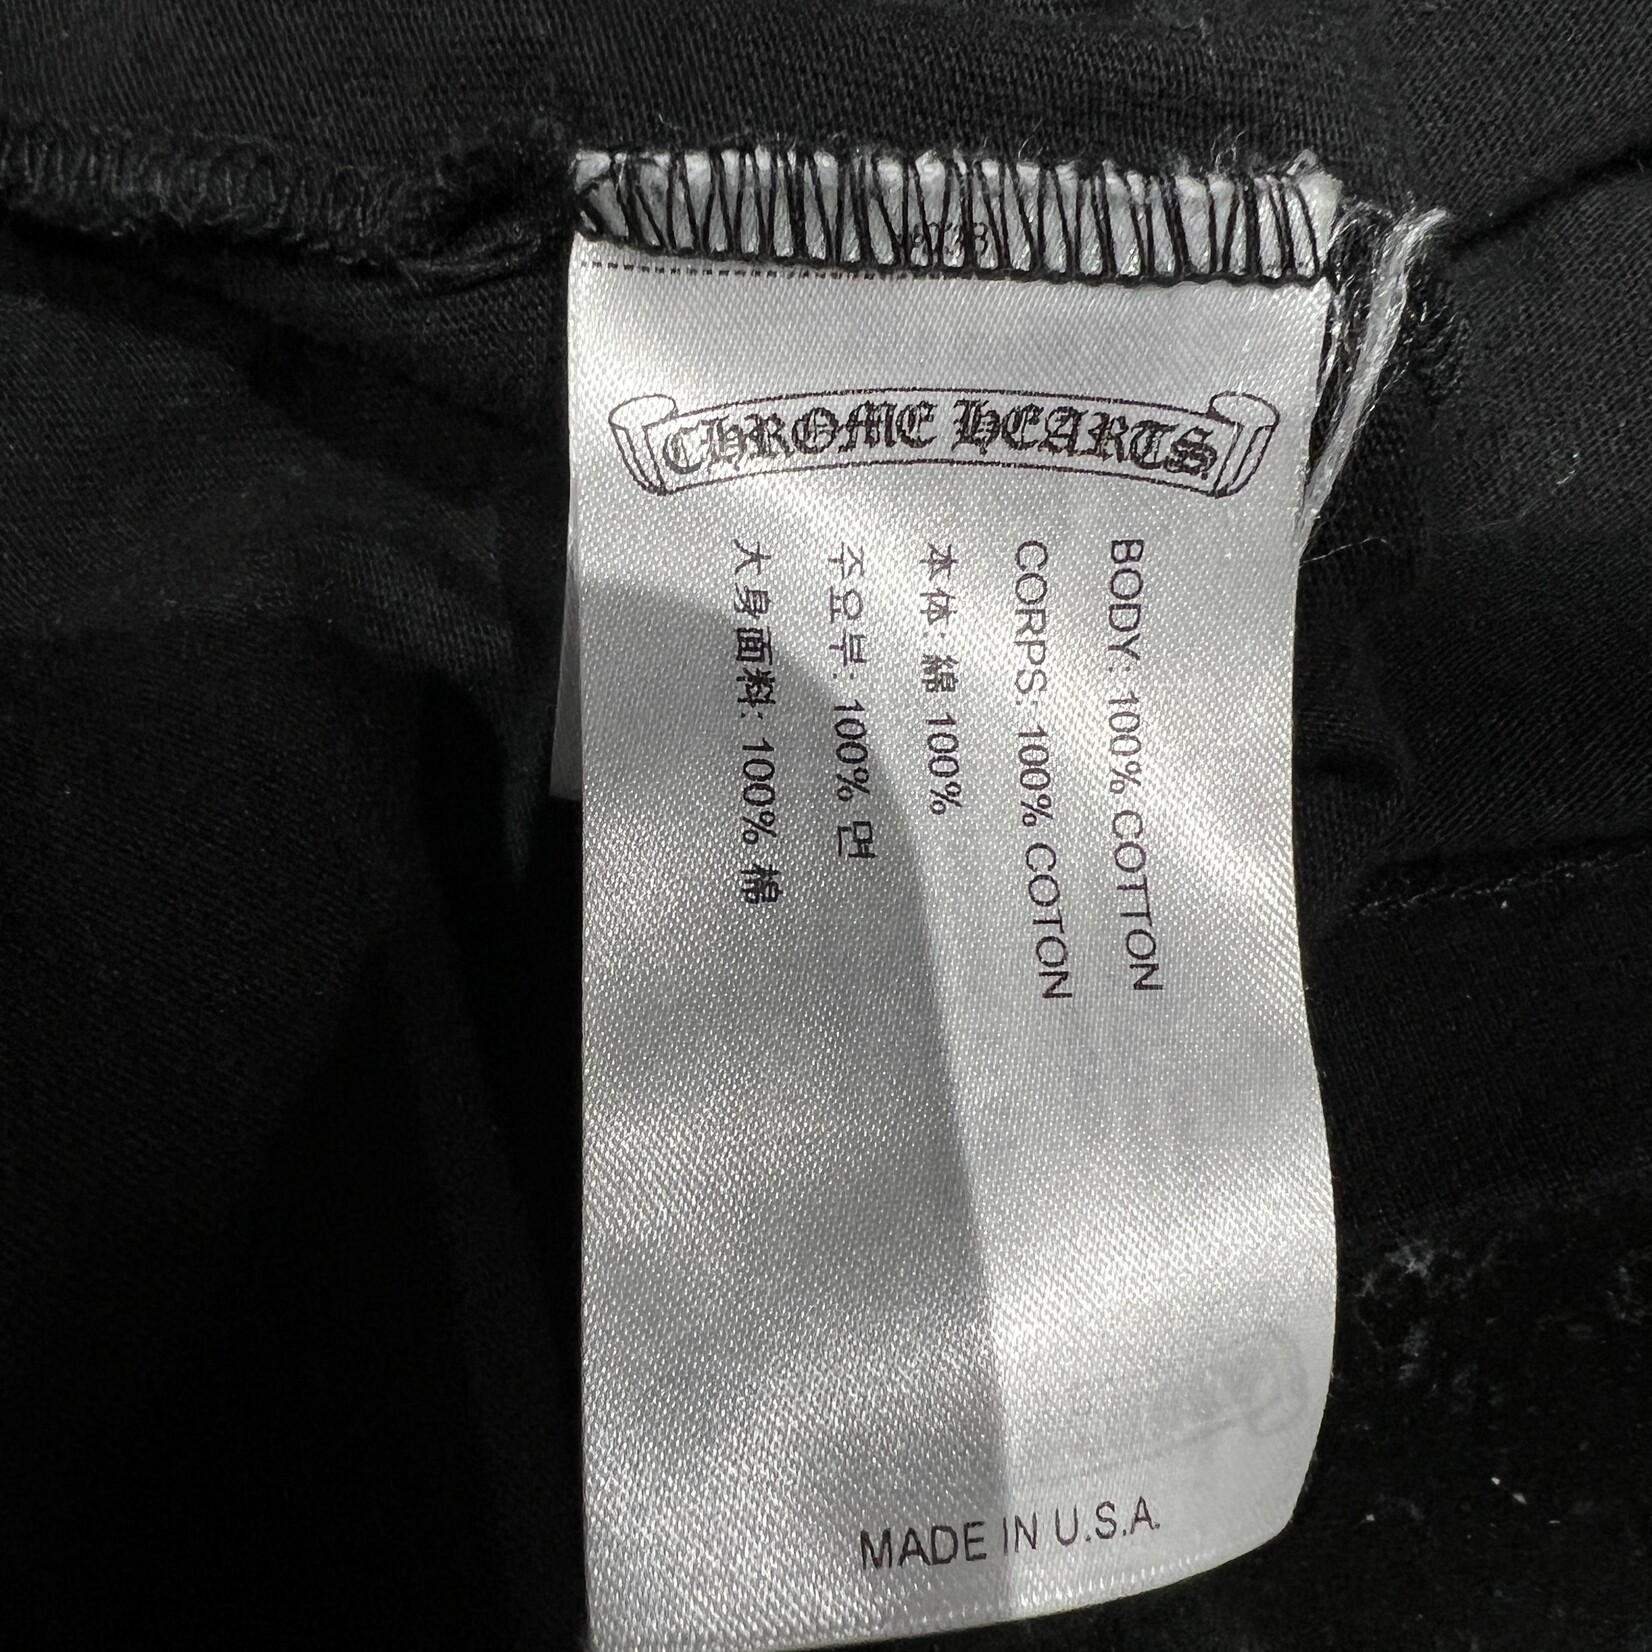 CHROME HEARTS
BODY: 100% COTTON
CORPS: 100% COTON
本体: 綿 100%
주요부: 100% 면
大身面料: 100% 棉
MADE IN U.S.A.